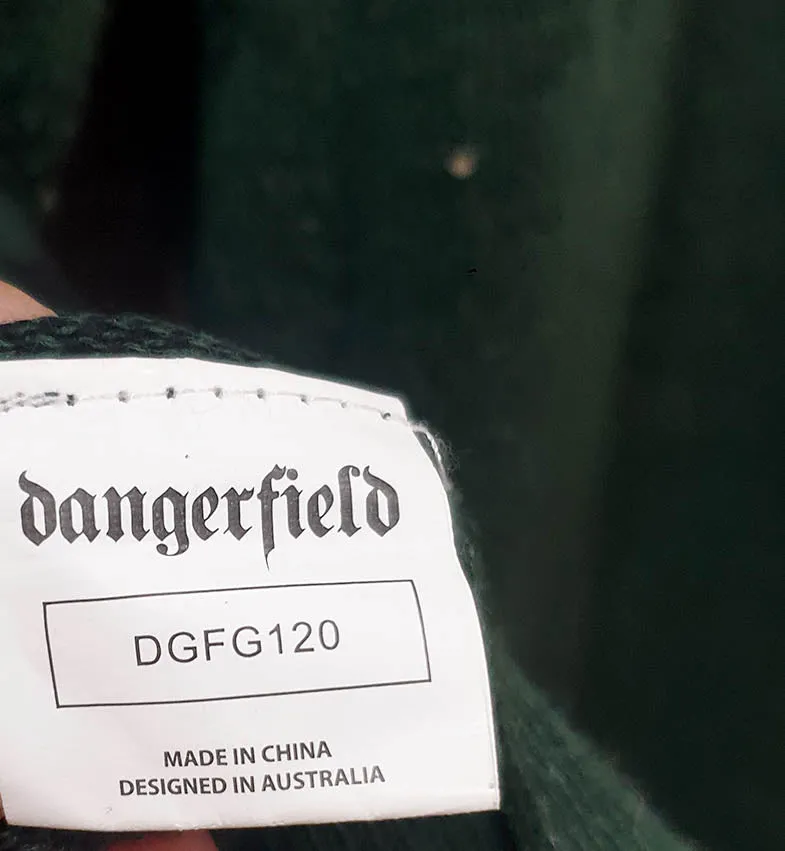 dangerfield
DGFG120
MADE IN CHINA
DESIGNED IN AUSTRALIA